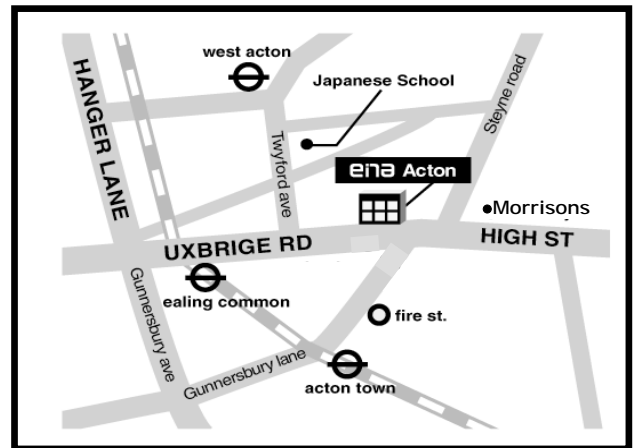 west acton
HANGER LANE
Japanese School
Steyne road
Twyford ave
eina Acton
Morrisons
UXBRIGE RD
HIGH ST
ealing common
Gunnersbury ave
fire st.
Gunnersbury lane
acton town